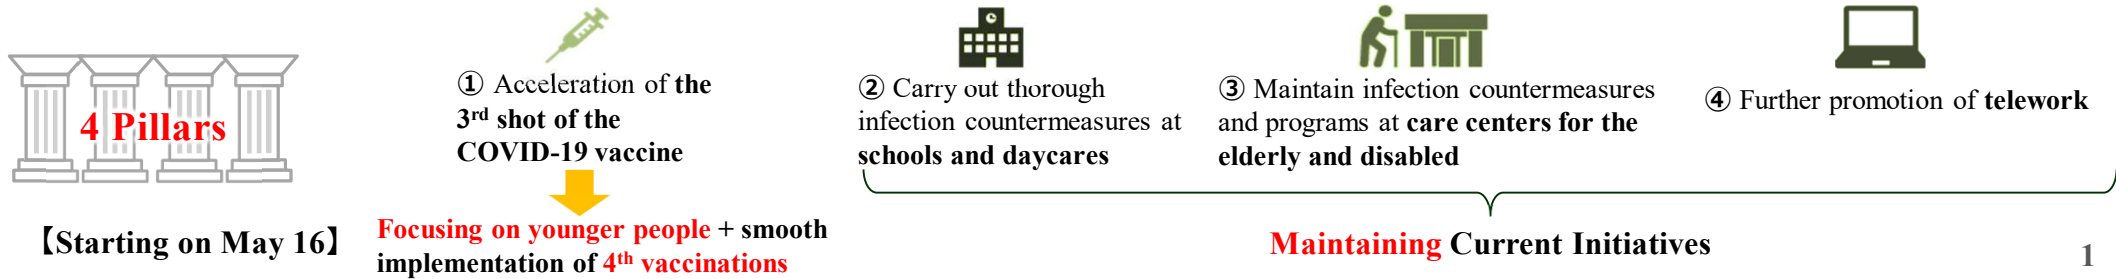 4 Pillars
① Acceleration of the
3rd shot of the
COVID-19 vaccine
② Carry out thorough
infection countermeasures at
schools and daycares
③ Maintain infection countermeasures
and programs at care centers for the
elderly and disabled
④ Further promotion of telework
【Starting on May 16】
Focusing on younger people + smooth
implementation of 4th vaccinations
Maintaining Current Initiatives
1